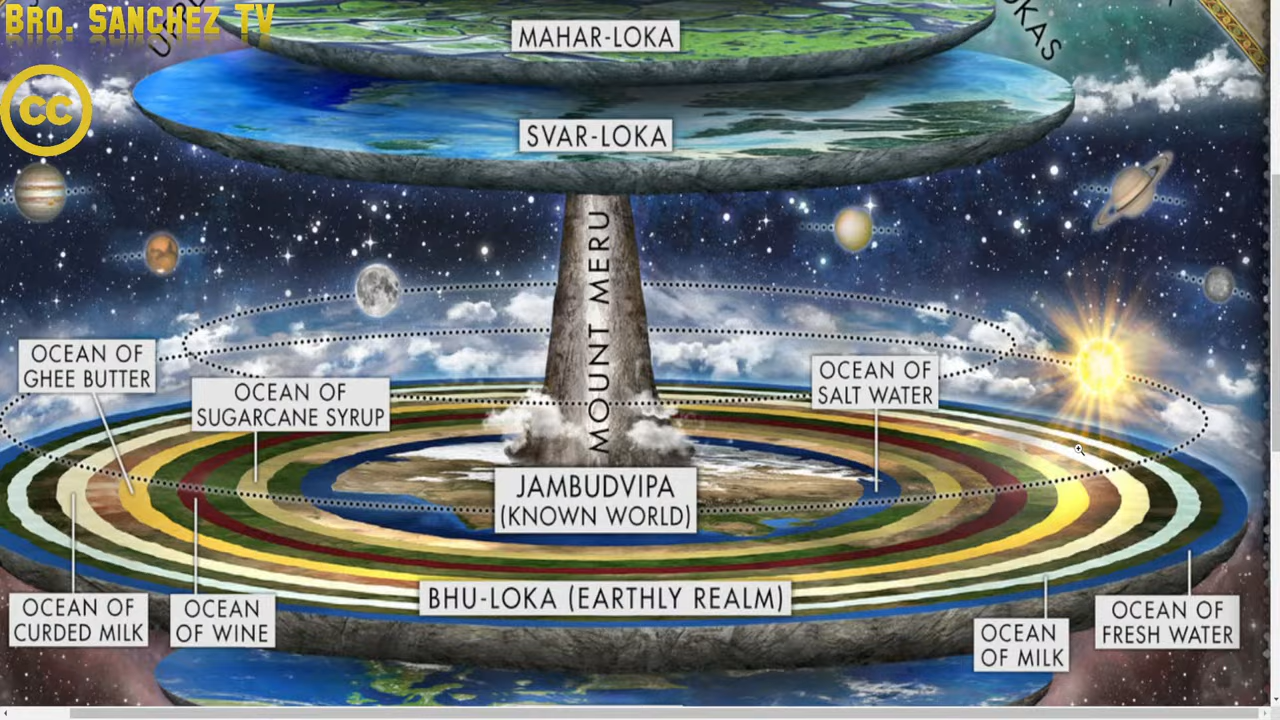 BRO. SANCHEZ TV
CC
MAHAR-LOKA
SVAR-LOKA
MOUNT MERU
OCEAN OF
GHEE BUTTER
OCEAN OF
SUGARCANE SYRUP
OCEAN OF
SALT WATER
JAMBUDVIPA
(KNOWN WORLD)
BHU-LOKA (EARTHLY REALM)
OCEAN OF
CURDED MILK
OCEAN
OF WINE
OCEAN
OF MILK
OCEAN OF
FRESH WATER